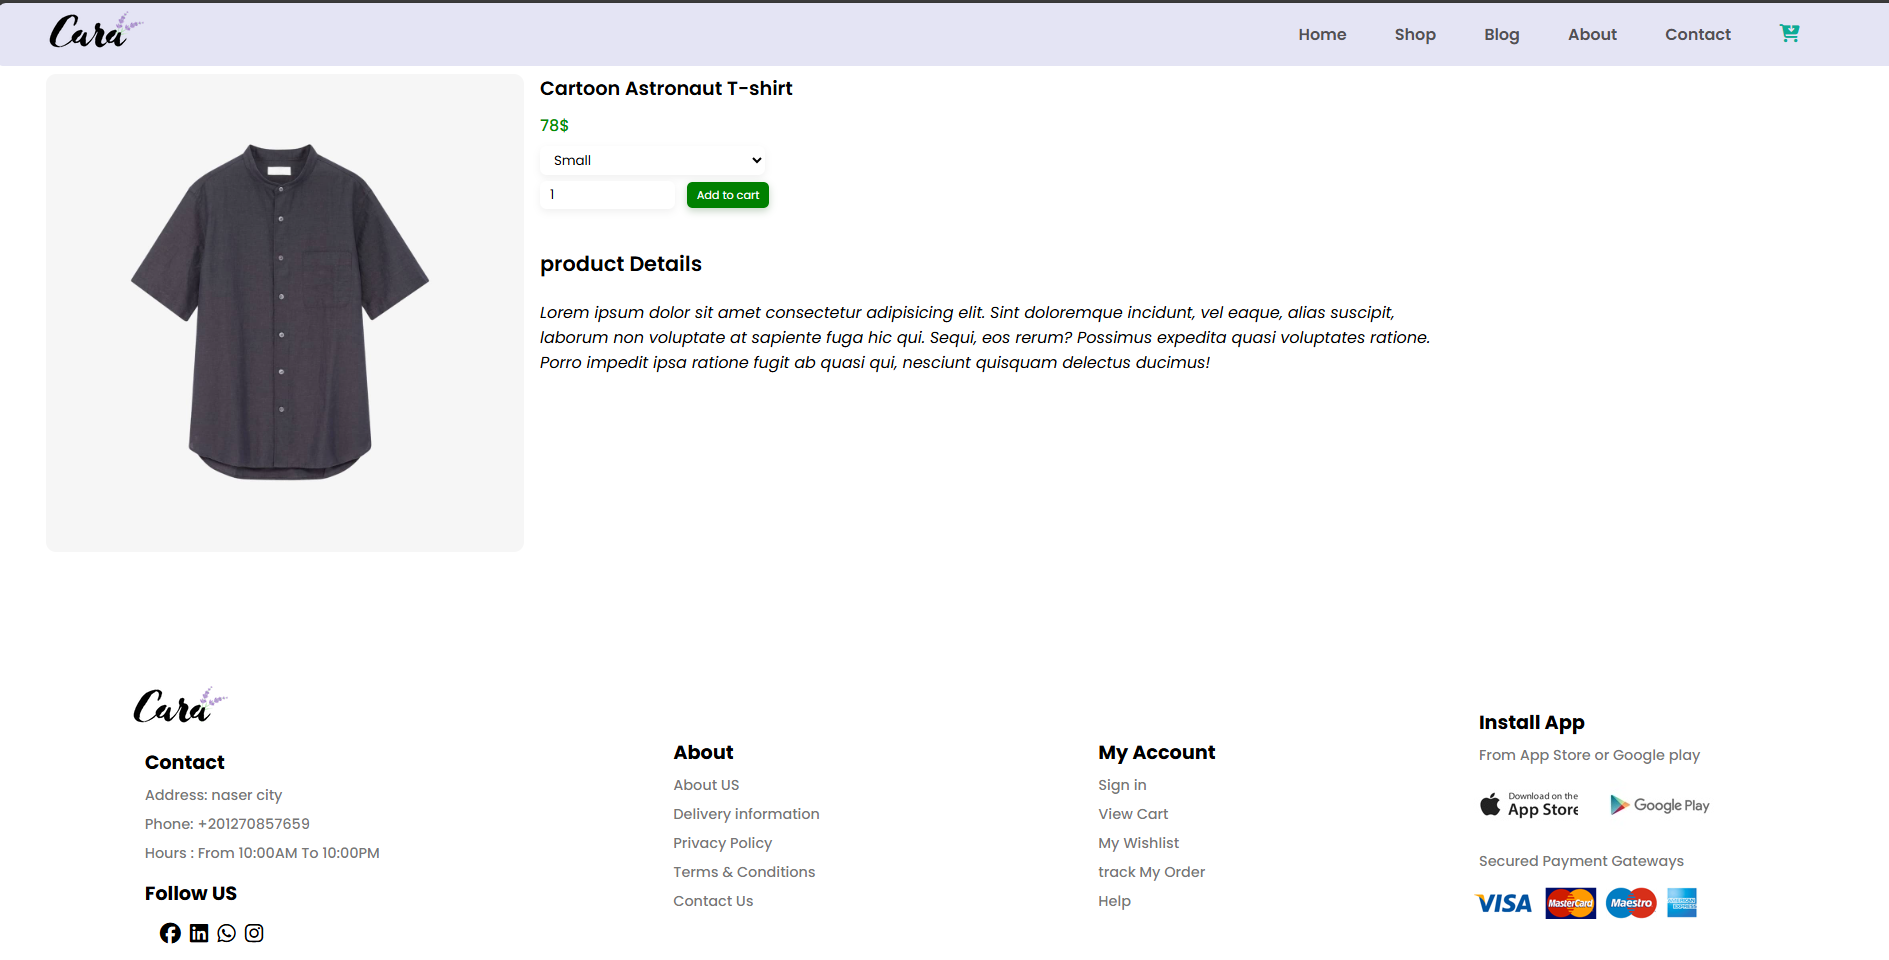 Cara
Home
Shop
Blog
About
Contact
Cartoon Astronaut T-shirt
78$
Small
1
Add to cart
product Details
Lorem ipsum dolor sit amet consectetur adipisicing elit. Sint doloremque incidunt, vel eaque, alias suscipit,
laborum non voluptate at sapiente fuga hic qui. Sequi, eos rerum? Possimus expedita quasi voluptates ratione.
Porro impedit ipsa ratione fugit ab quasi qui, nesciunt quisquam delectus ducimus!
Cara
Contact
Address: naser city
Phone: +201270857659
Hours : From 10:00AM To 10:00PM
Follow US
About
About US
Delivery information
Privacy Policy
Terms & Conditions
Contact Us
My Account
Sign in
View Cart
My Wishlist
track My Order
Help
Install App
From App Store or Google play
Download on the
App Store
Google Play
Secured Payment Gateways
VISA
MasterCard
Maestro
AMERICAN
EXPRESS